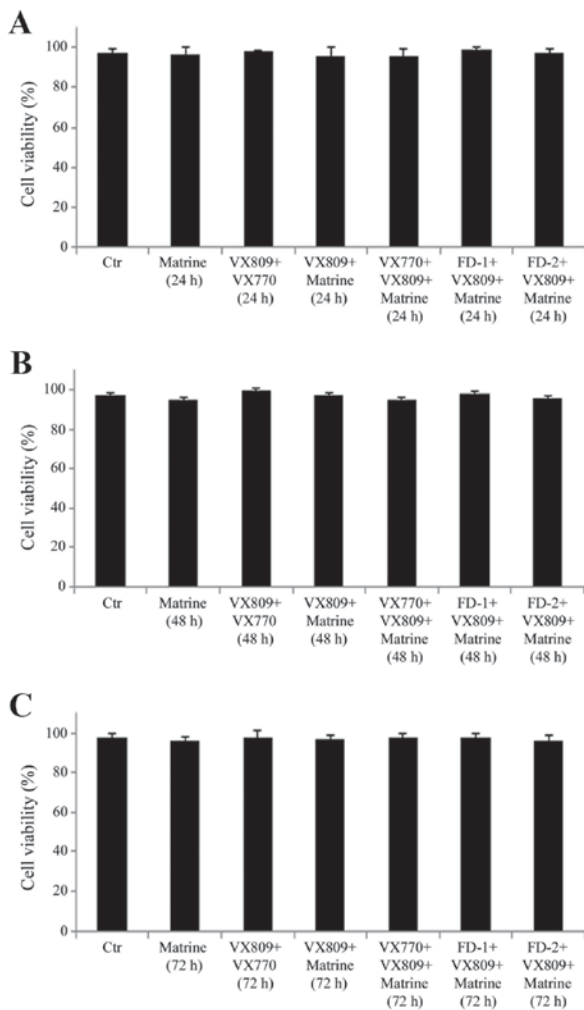 A
Cell viability (%)
100
80
60
40
20
0
Ctr
Matrine
(24 h)
VX809+
VX770
(24 h)
VX809+
Matrine
(24 h)
VX770+
VX809+
Matrine
(24 h)
FD-1+
VX809+
Matrine
(24 h)
FD-2+
VX809+
Matrine
(24 h)
B
Cell viability (%)
100
80
60
40
20
0
Ctr
Matrine
(48 h)
VX809+
VX770
(48 h)
VX809+
Matrine
(48 h)
VX770+
VX809+
Matrine
(48 h)
FD-1+
VX809+
Matrine
(48 h)
FD-2+
VX809+
Matrine
(48 h)
C
Cell viability (%)
100
80
60
40
20
0
Ctr
Matrine
(72 h)
VX809+
VX770
(72 h)
VX809+
Matrine
(72 h)
VX770+
VX809+
Matrine
(72 h)
FD-1+
VX809+
Matrine
(72 h)
FD-2+
VX809+
Matrine
(72 h)